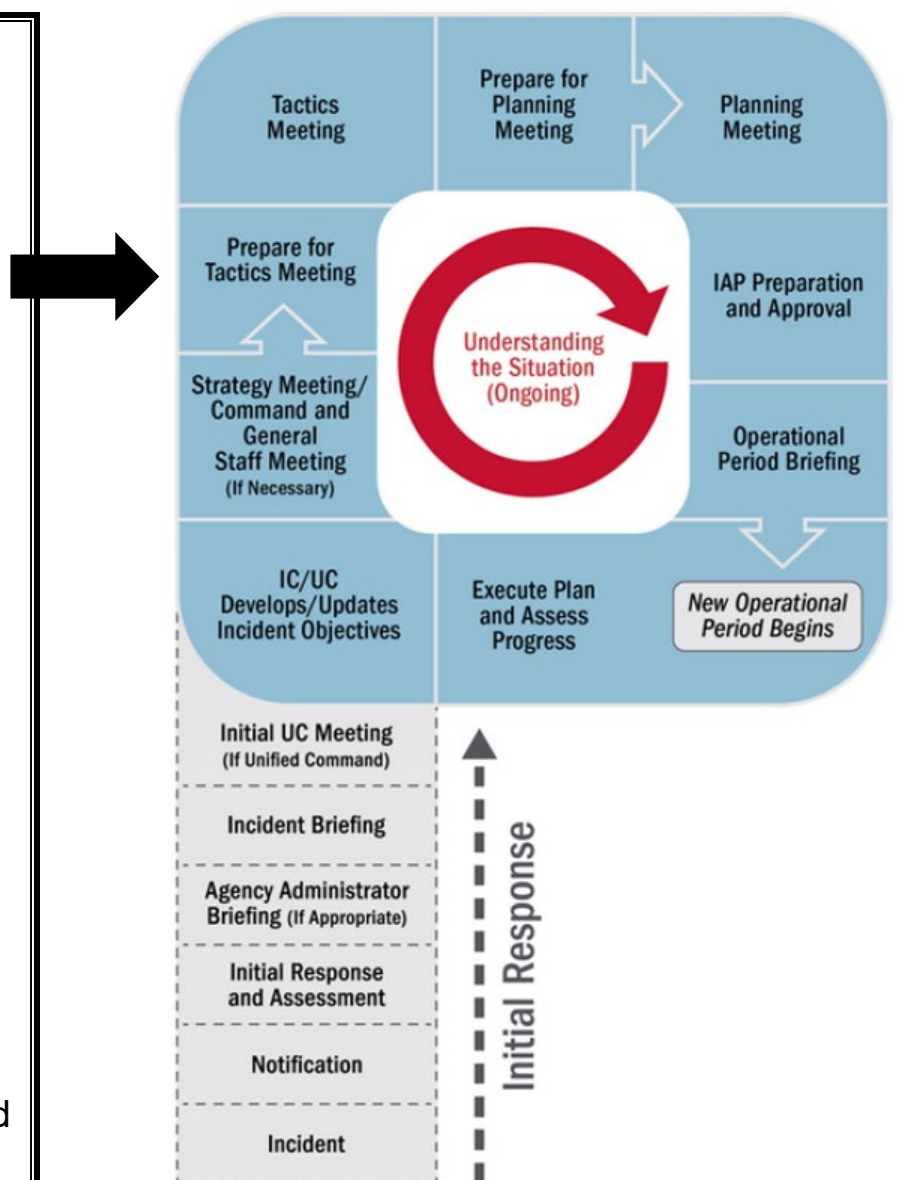 Tactics
Meeting
Prepare for
Planning
Meeting
Planning
Meeting
Prepare for
Tactics Meeting
IAP Preparation
and Approval
Understanding
the Situation
(Ongoing)
Strategy Meeting/
Command and
General
Staff Meeting
(If Necessary)
Operational
Period Briefing
IC/UC
Develops/Updates
Incident Objectives
Execute Plan
and Assess
Progress
New Operational
Period Begins
Initial UC Meeting
(If Unified Command)
Incident Briefing
Agency Administrator
Briefing (If Appropriate)
Initial Response
and Assessment
Notification
Incident
Initial Response